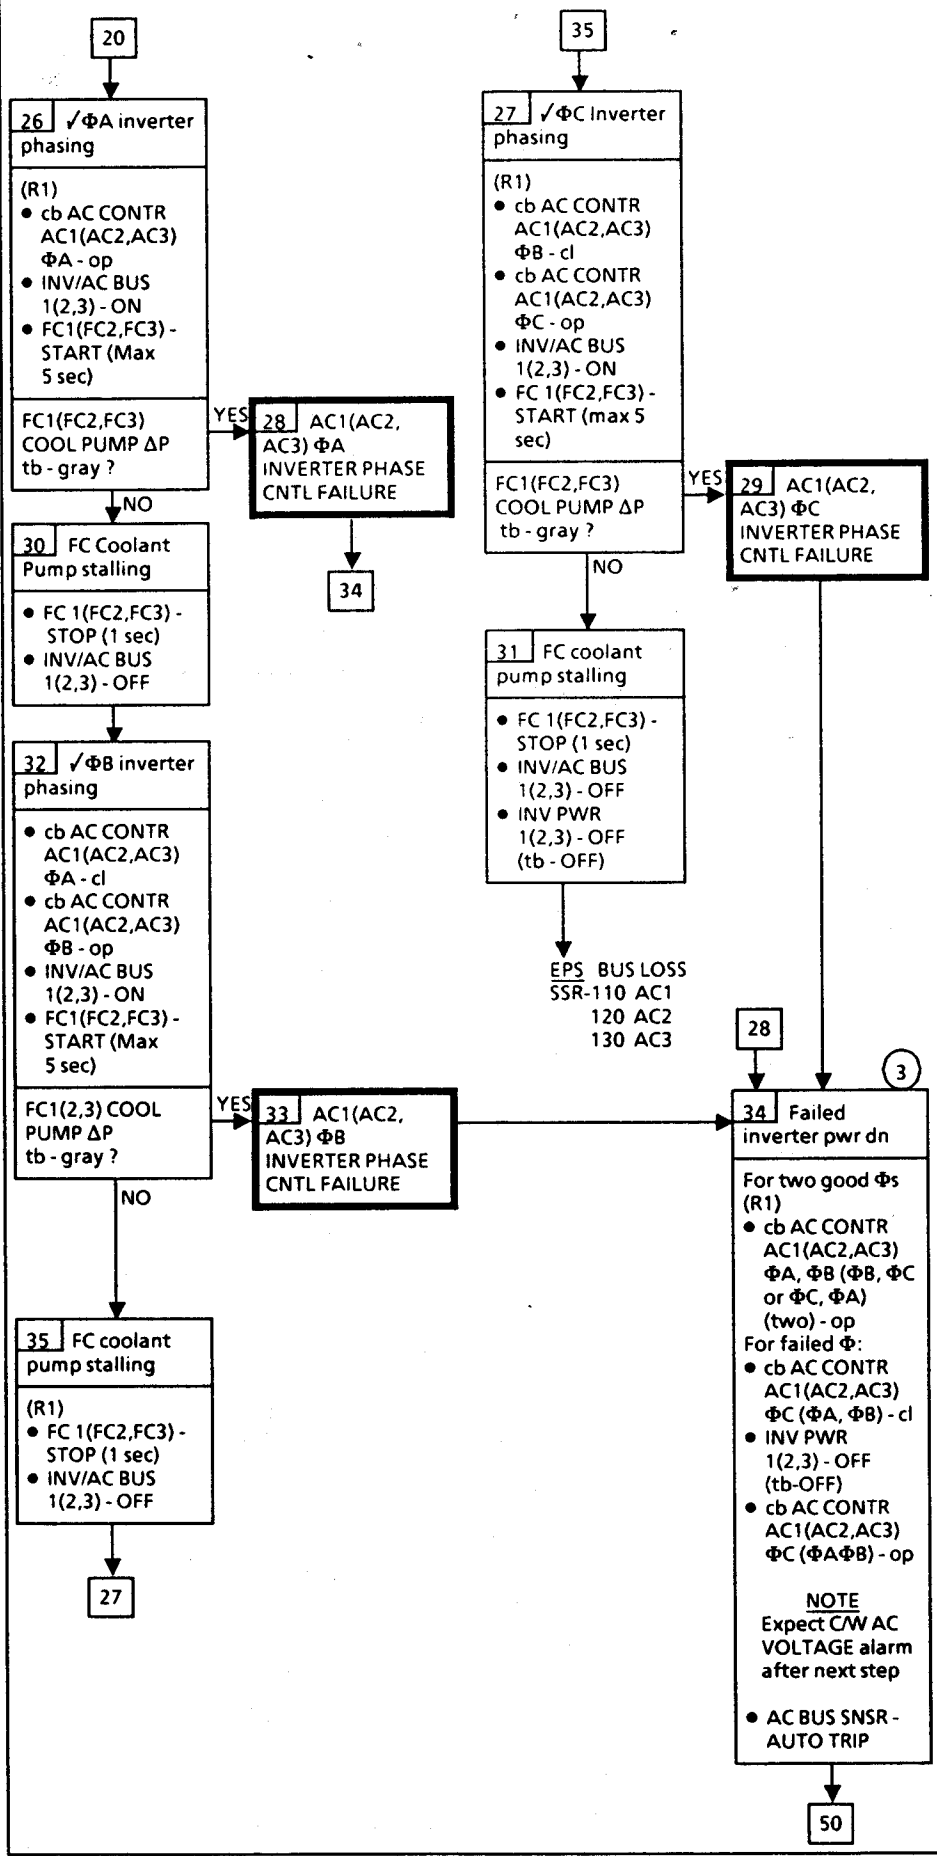 20
26 ✓ΦA inverter
phasing
(R1)
● cb AC CONTR
AC1(AC2,AC3)
ΦA - op
● INV/AC BUS
1(2,3) - ON
● FC1(FC2,FC3) -
START (Max
5 sec)
FC1(FC2,FC3)
COOL PUMP ΔP
tb - gray ?
YES
NO
28 AC1(AC2,
AC3) ΦA
INVERTER PHASE
CNTL FAILURE
34
30 FC Coolant
Pump stalling
● FC 1(FC2,FC3) -
STOP (1 sec)
● INV/AC BUS
1(2,3) - OFF
32 ✓ΦB inverter
phasing
● cb AC CONTR
AC1(AC2,AC3)
ΦA - cl
● cb AC CONTR
AC1(AC2,AC3)
ΦB - op
● INV/AC BUS
1(2,3) - ON
● FC1(FC2,FC3) -
START (Max
5 sec)
FC1(2,3) COOL
PUMP ΔP
tb - gray ?
YES
NO
33 AC1(AC2,
AC3) ΦB
INVERTER PHASE
CNTL FAILURE
35 FC coolant
pump stalling
(R1)
● FC 1(FC2,FC3) -
STOP (1 sec)
● INV/AC BUS
1(2,3) - OFF
27
35
27 ✓ΦC Inverter
phasing
(R1)
● cb AC CONTR
AC1(AC2,AC3)
ΦB - cl
● cb AC CONTR
AC1(AC2,AC3)
ΦC - op
● INV/AC BUS
1(2,3) - ON
● FC 1(FC2,FC3) -
START (max 5
sec)
FC1(FC2,FC3)
COOL PUMP ΔP
tb - gray ?
YES
NO
29 AC1(AC2,
AC3) ΦC
INVERTER PHASE
CNTL FAILURE
31 FC coolant
pump stalling
● FC 1(FC2,FC3) -
STOP (1 sec)
● INV/AC BUS
1(2,3) - OFF
● INV PWR
1(2,3) - OFF
(tb - OFF)
EPS BUS LOSS
SSR-110 AC1
120 AC2
130 AC3
28
3
34 Failed
inverter pwr dn
For two good Φs
(R1)
● cb AC CONTR
AC1(AC2,AC3)
ΦA, ΦB (ΦB, ΦC
or ΦC, ΦA)
(two) - op
For failed Φ:
● cb AC CONTR
AC1(AC2,AC3)
ΦC (ΦA, ΦB) - cl
● INV PWR
1(2,3) - OFF
(tb-OFF)
● cb AC CONTR
AC1(AC2,AC3)
ΦC (ΦAΦB) - op
NOTE
Expect C/W AC
VOLTAGE alarm
after next step
● AC BUS SNSR -
AUTO TRIP
50